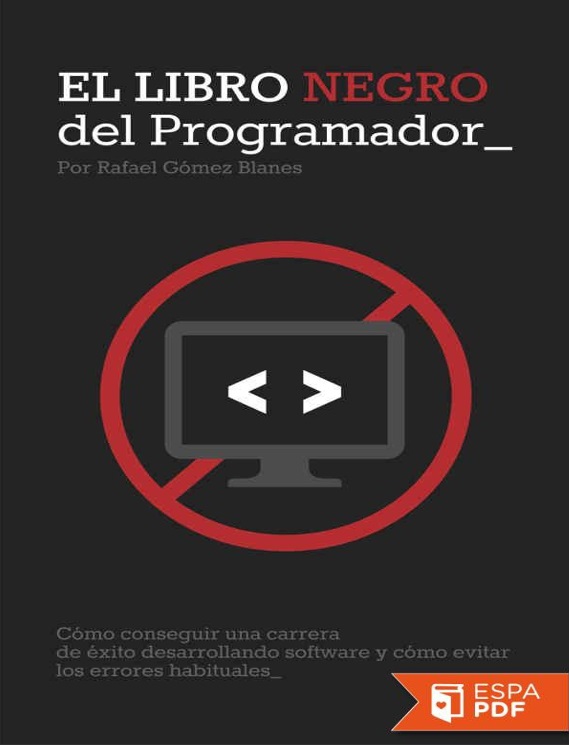 EL LIBRO NEGRO
del Programador_
Por Rafael Gómez Blanes
< >
Cómo conseguir una carrera
de éxito desarrollando software y cómo evitar
los errores habituales_
ESPA
PDF